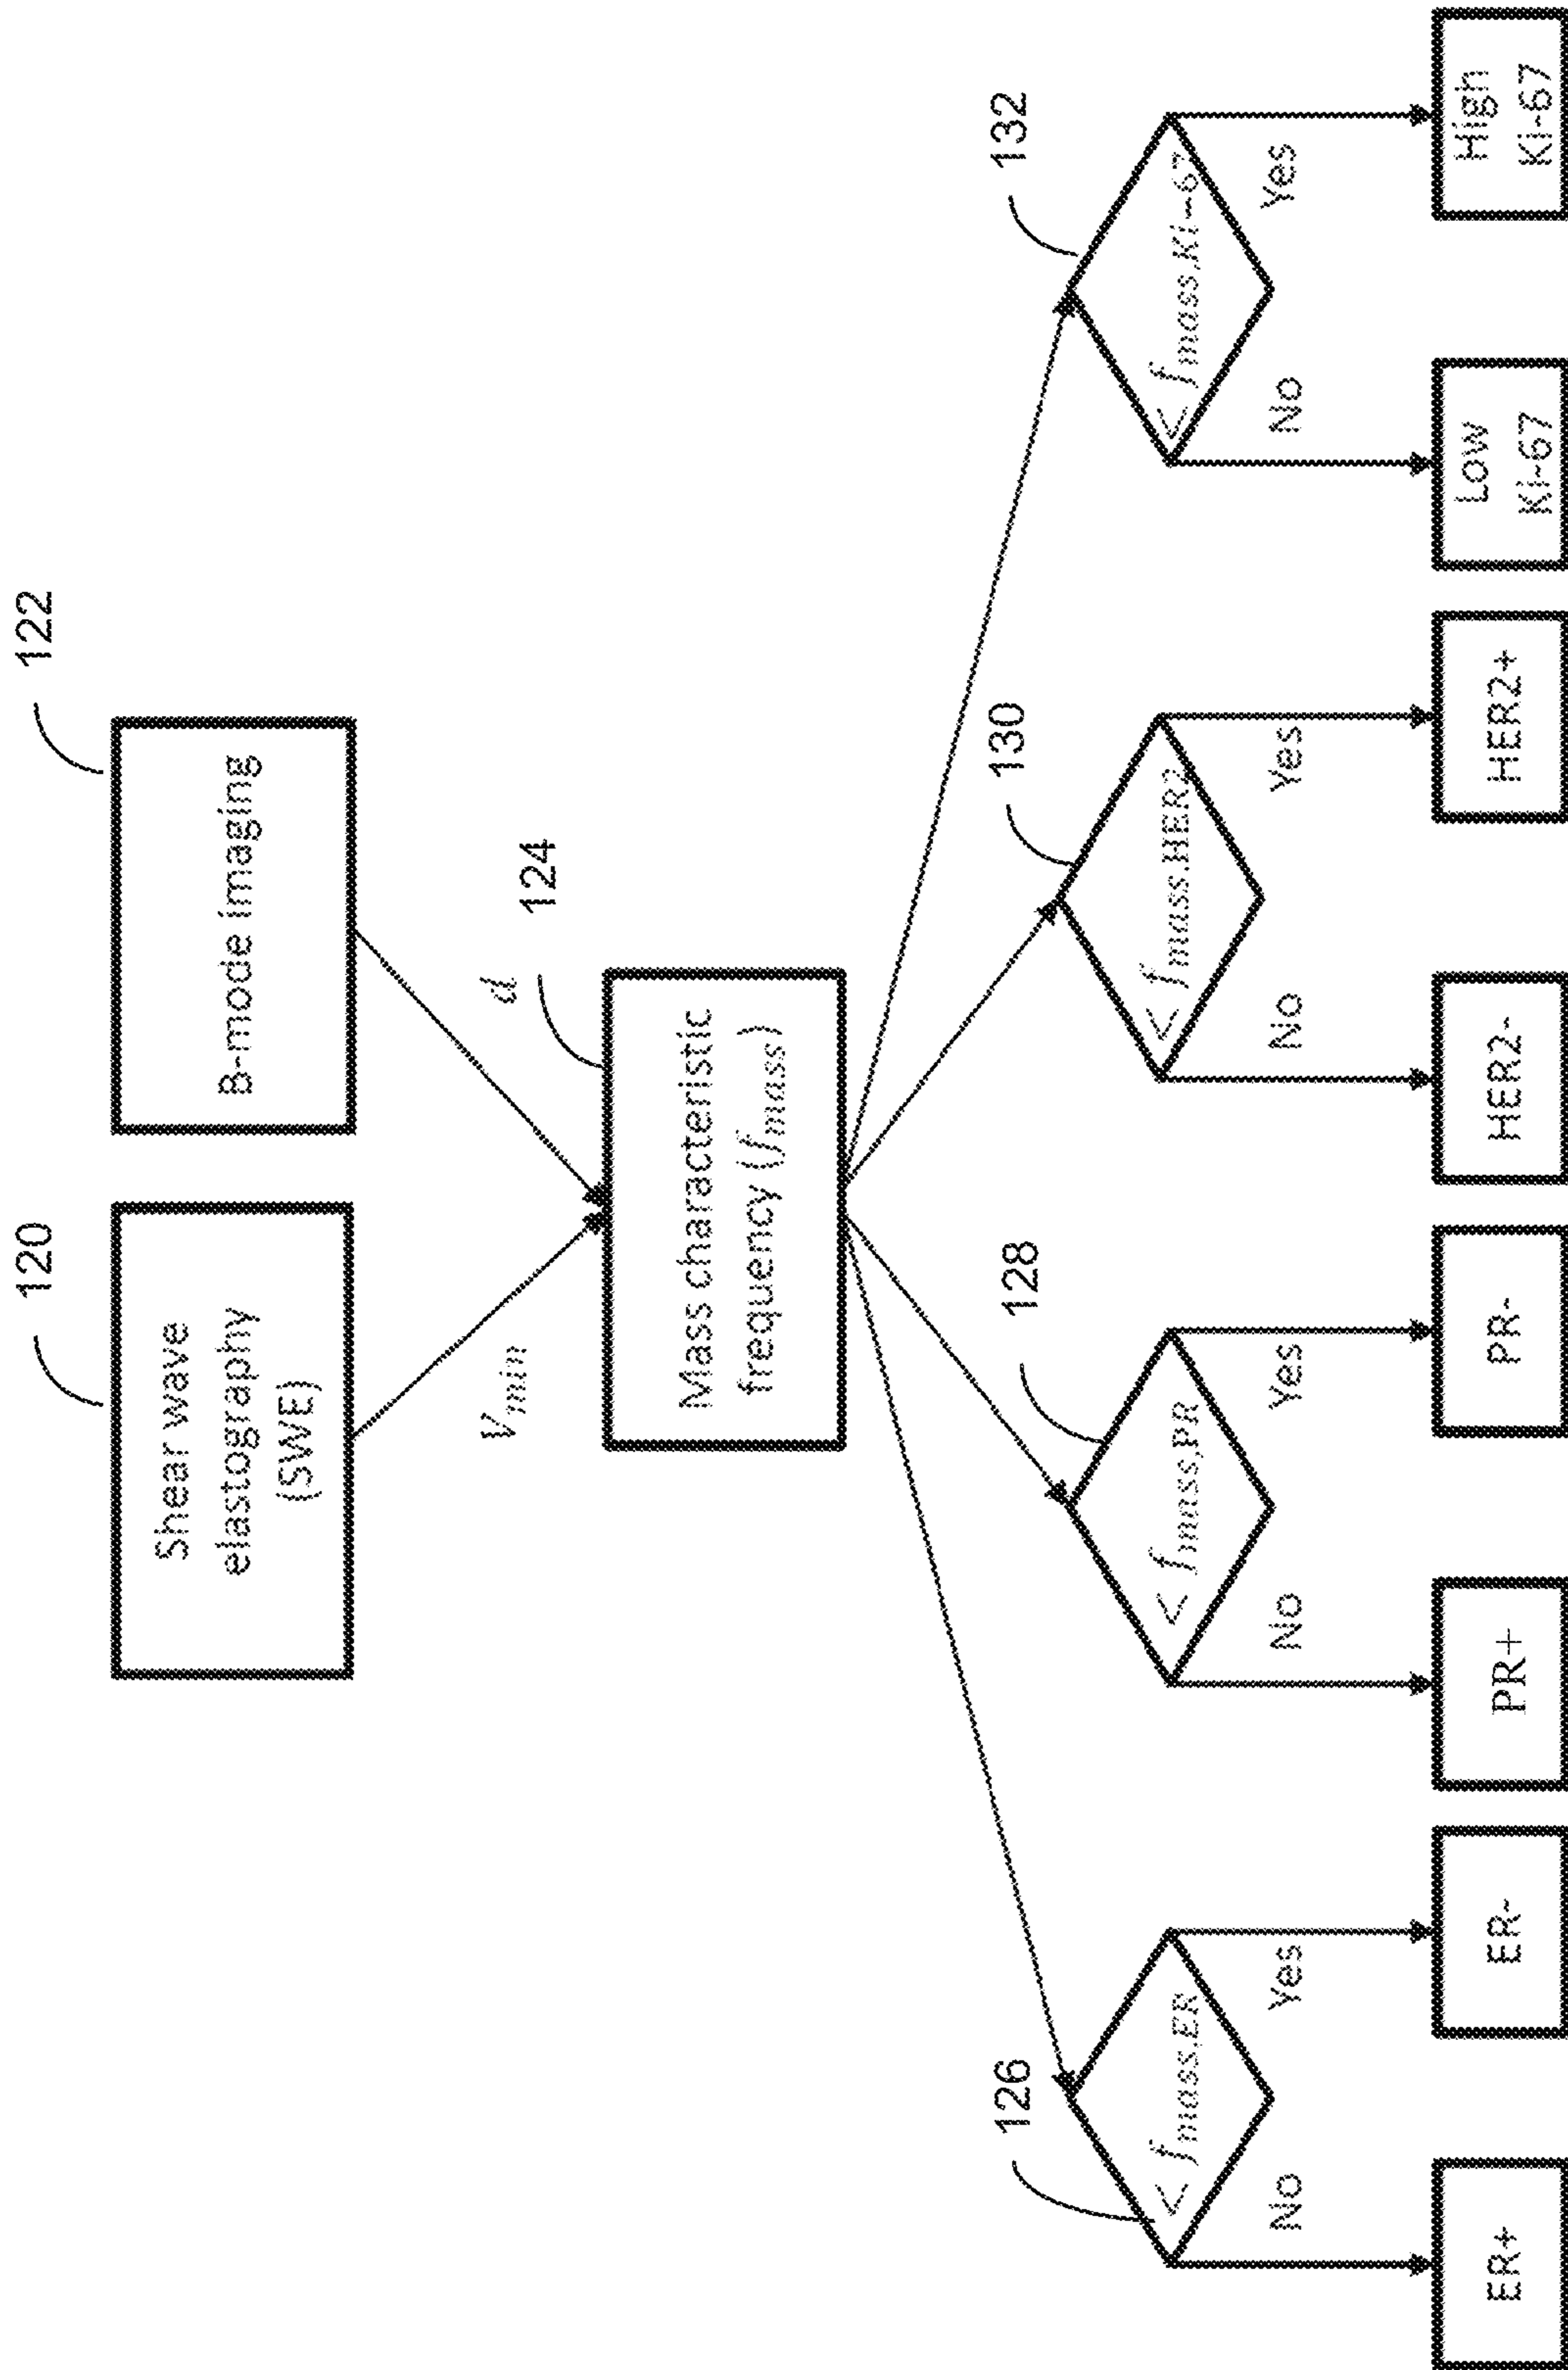 120
122
Shear wave
elastography
(SWE)
B-mode imaging
V_min
d
124
Mass characteristic
frequency (f_mass)
126
128
130
132
< f_mass,ER
< f_mass,PR
< f_mass,HER2
< f_mass,Ki-67
No
Yes
No
Yes
No
Yes
No
Yes
ER+
ER-
PR+
PR-
HER2-
HER2+
Low
Ki-67
High
Ki-67